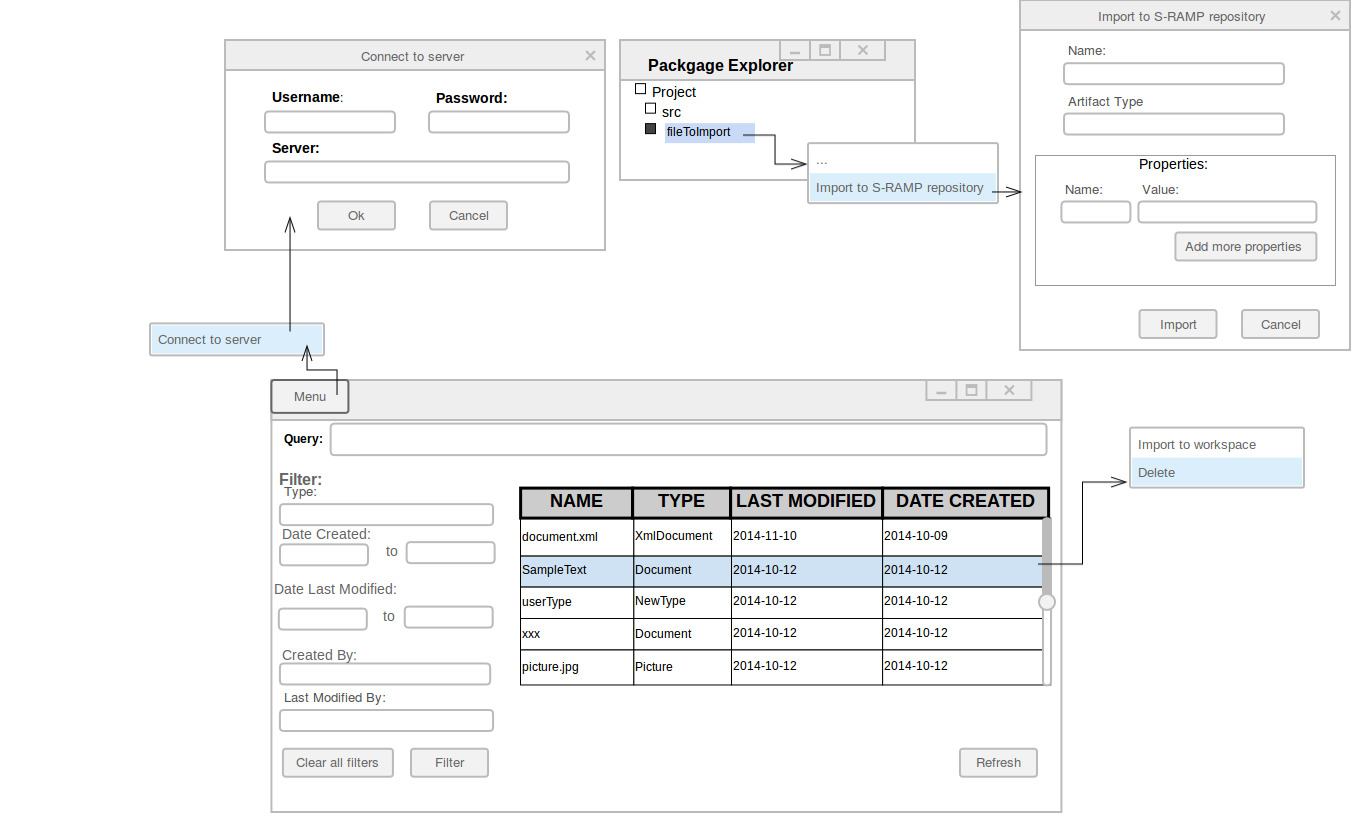 Connect to server
Username:
Password:
Server:
Ok
Cancel
Packgage Explorer
Project
src
fileToImport
...
Import to S-RAMP repository
Import to S-RAMP repository
Name:
Artifact Type
Properties:
Name:
Value:
Add more properties
Import
Cancel
Connect to server
Menu
Query:
Filter:
Type:
Date Created:
to
Date Last Modified:
to
Created By:
Last Modified By:
Clear all filters
Filter
NAME TYPE LAST MODIFIED DATE CREATED
document.xml XmlDocument 2014-11-10 2014-10-09
SampleText Document 2014-10-12 2014-10-12
userType NewType 2014-10-12 2014-10-12
xxx Document 2014-10-12 2014-10-12
picture.jpg Picture 2014-10-12 2014-10-12
Refresh
Import to workspace
Delete